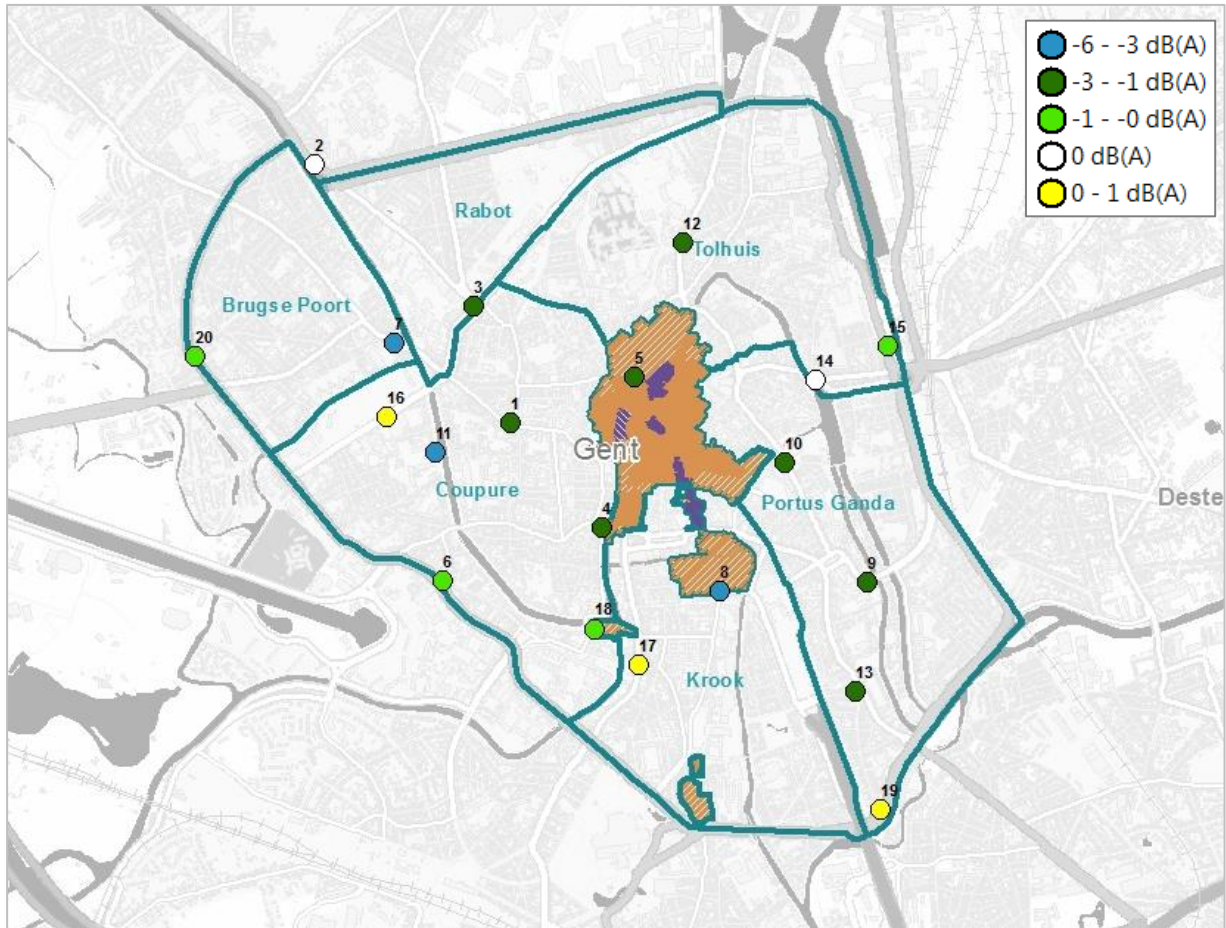 -6 - -3 dB(A)
-3 - -1 dB(A)
-1 - -0 dB(A)
0 dB(A)
0 - 1 dB(A)
2
Rabot
12
Tolhuis
3
Brugse Poort
7
20
15
5
14
16
1
11
Gent
10
Coupure
Portus Ganda
Deste
4
6
8
9
18
17
Krook
13
19